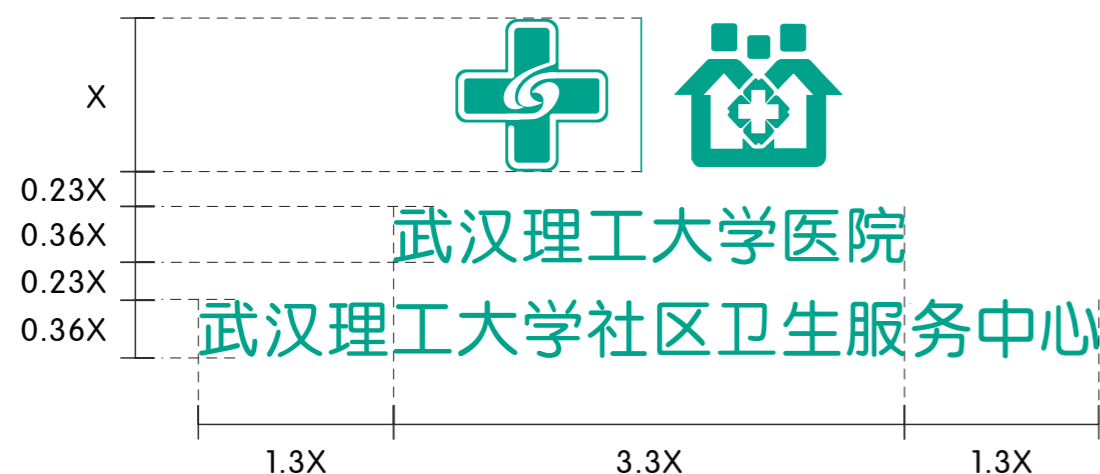 X
0.23X
0.36X
武汉理工大学医院
0.23X
0.36X
武汉理工大学社区卫生服务中心
1.3X 3.3X 1.3X